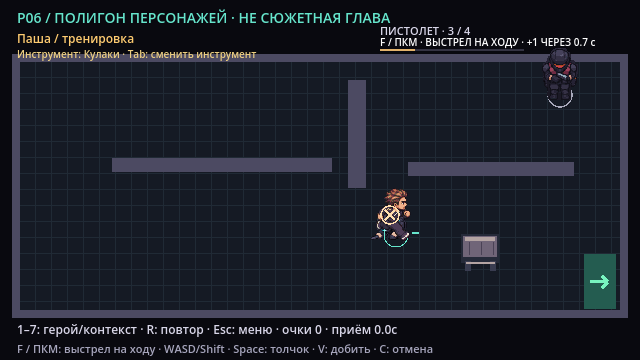 P06 / ПОЛИГОН ПЕРСОНАЖЕЙ · НЕ СЮЖЕТНАЯ ГЛАВА
Паша / тренировка
ПИСТОЛЕТ · 3 / 4
F / ПКМ · ВЫСТРЕЛ НА ХОДУ · +1 ЧЕРЕЗ 0.7 с
Инструмент: Кулаки · Tab: сменить инструмент
1–7: герой/контекст · R: повтор · Esc: меню · очки 0 · приём 0.0с
F / ПКМ: выстрел на ходу · WASD/Shift · Space: толчок · V: добить · C: отмена